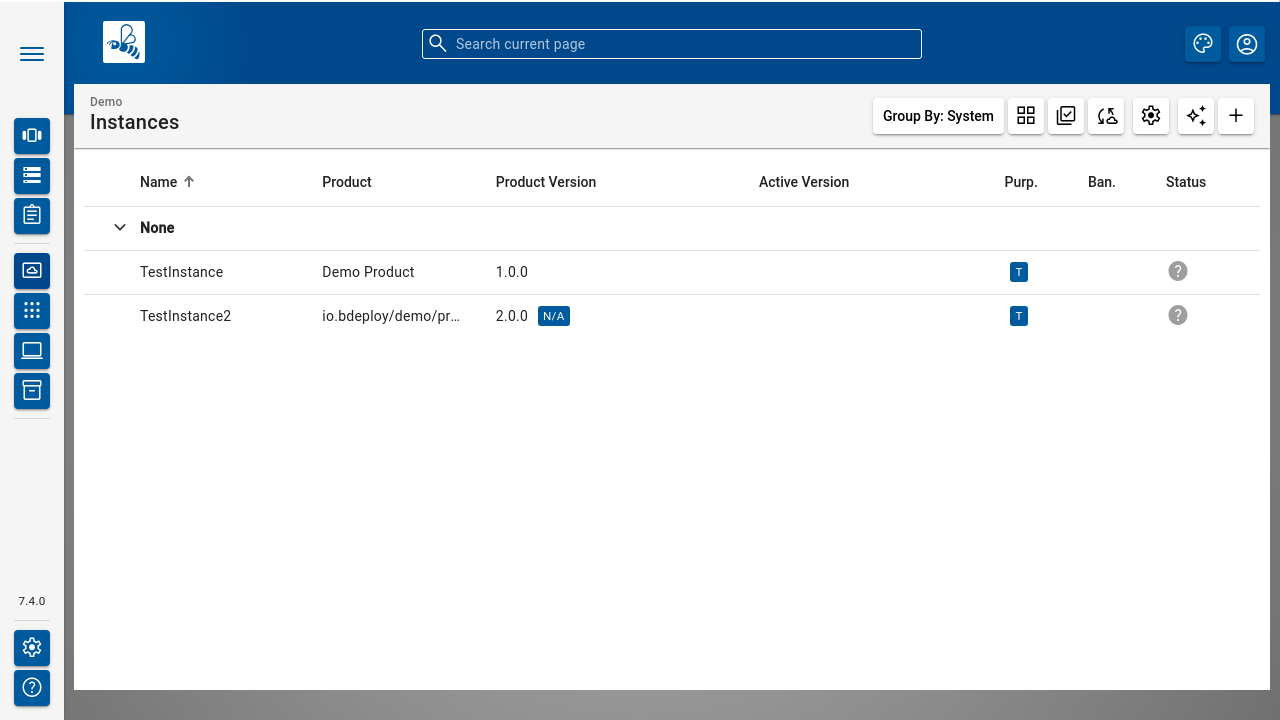 Search current page
Demo
Instances
Group By: System
Name Product Product Version Active Version Purp. Ban. Status
None
TestInstance Demo Product 1.0.0 T ?
TestInstance2 io.bdeploy/demo/pr... 2.0.0 N/A T ?
7.4.0